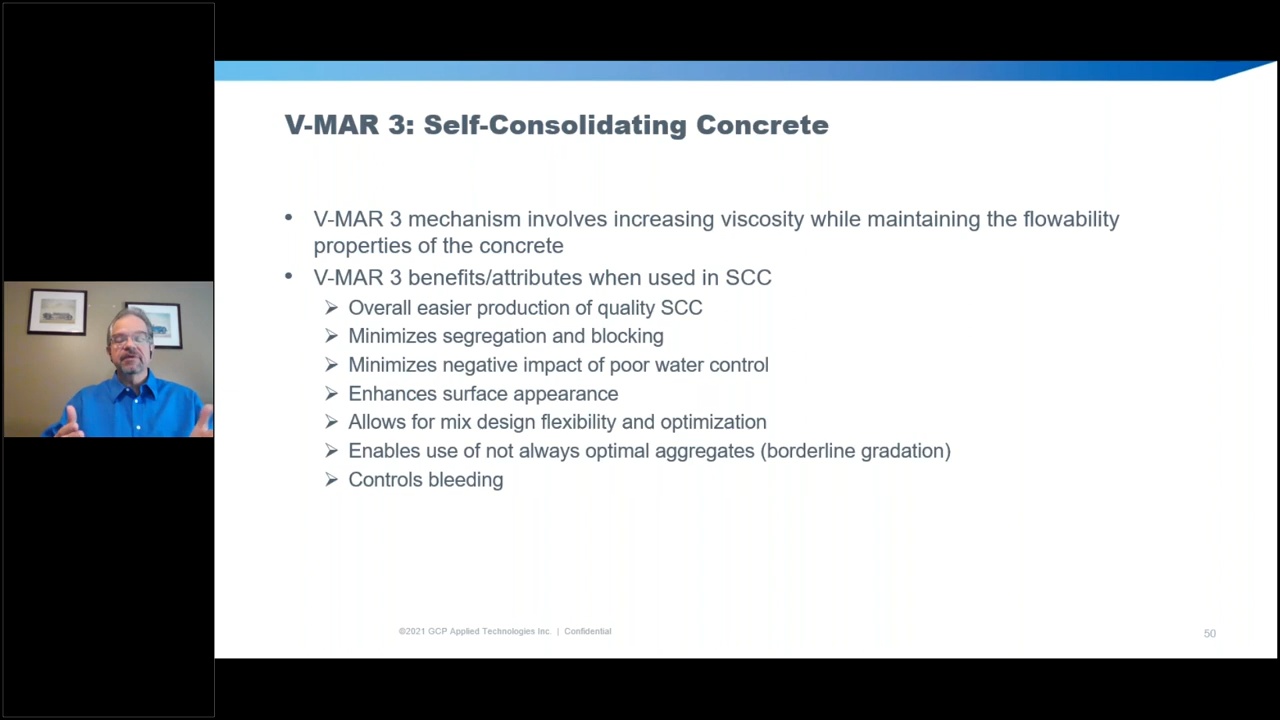 V-MAR 3: Self-Consolidating Concrete
• V-MAR 3 mechanism involves increasing viscosity while maintaining the flowability
properties of the concrete
• V-MAR 3 benefits/attributes when used in SCC
➢ Overall easier production of quality SCC
➢ Minimizes segregation and blocking
➢ Minimizes negative impact of poor water control
➢ Enhances surface appearance
➢ Allows for mix design flexibility and optimization
➢ Enables use of not always optimal aggregates (borderline gradation)
➢ Controls bleeding
©2021 GCP Applied Technologies Inc. | Confidential
50